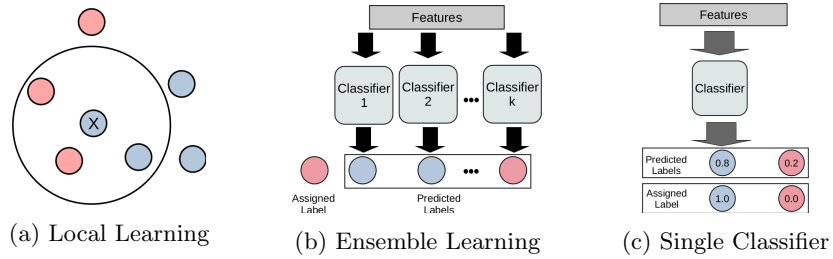 X
(a) Local Learning
Features
Classifier
1
Classifier
2
•••
Classifier
k
•••
Assigned
Label
Predicted
Labels
(b) Ensemble Learning
Features
Classifier
Predicted
Labels
0.8
0.2
Assigned
Label
1.0
0.0
(c) Single Classifier